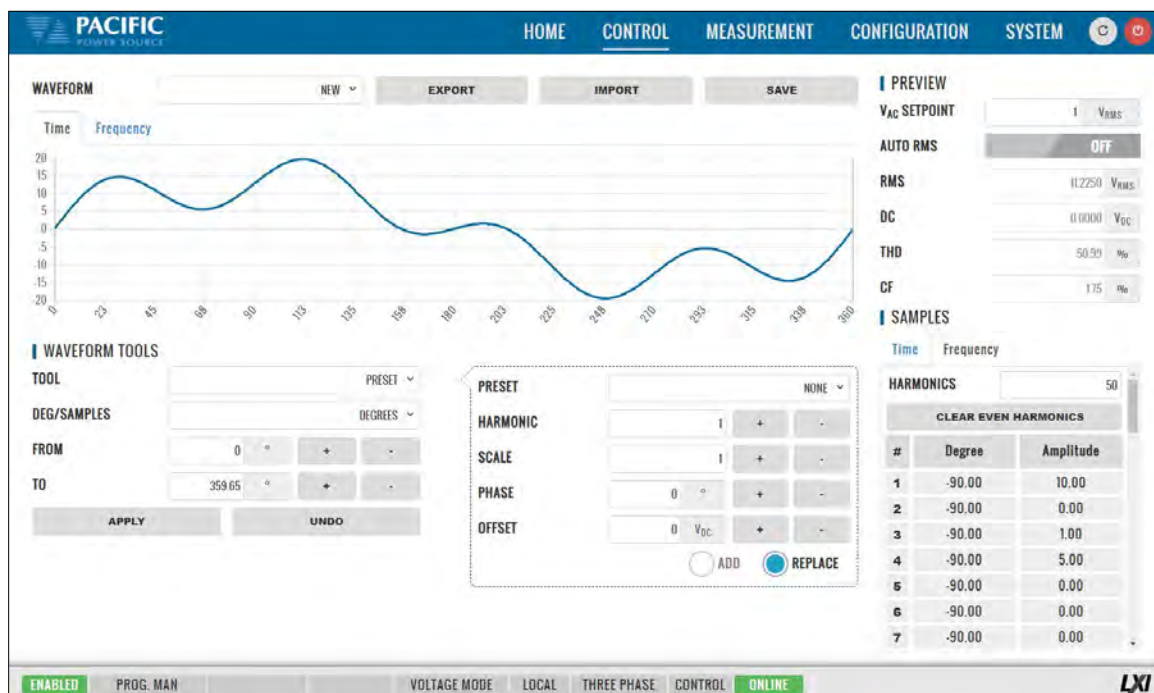 PACIFIC
POWER SOURCE
HOME CONTROL MEASUREMENT CONFIGURATION SYSTEM
WAVEFORM NEW EXPORT IMPORT SAVE
Time Frequency
20
15
10
5
0
-5
-10
-15
-20
0 23 45 68 90 113 135 158 180 203 225 248 270 293 315 338 360
PREVIEW
VAC SETPOINT 1 VRMS
AUTO RMS OFF
RMS 11.2250 VRMS
DC 0.0000 VDC
THD 50.99 %
CF 175 %
WAVEFORM TOOLS
TOOL PRESET
DEG/SAMPLES DEGREES
FROM 0 ° + -
TO 359.65 ° + -
APPLY UNDO
PRESET NONE
HARMONIC 1 + -
SCALE 1 + -
PHASE 0 ° + -
OFFSET 0 VDC + -
ADD REPLACE
SAMPLES
Time Frequency
HARMONICS 50
CLEAR EVEN HARMONICS
# Degree Amplitude
1 -90.00 10.00
2 -90.00 0.00
3 -90.00 1.00
4 -90.00 5.00
5 -90.00 0.00
6 -90.00 0.00
7 -90.00 0.00
ENABLED PROG. MAN VOLTAGE MODE LOCAL THREE PHASE CONTROL ONLINE LXI